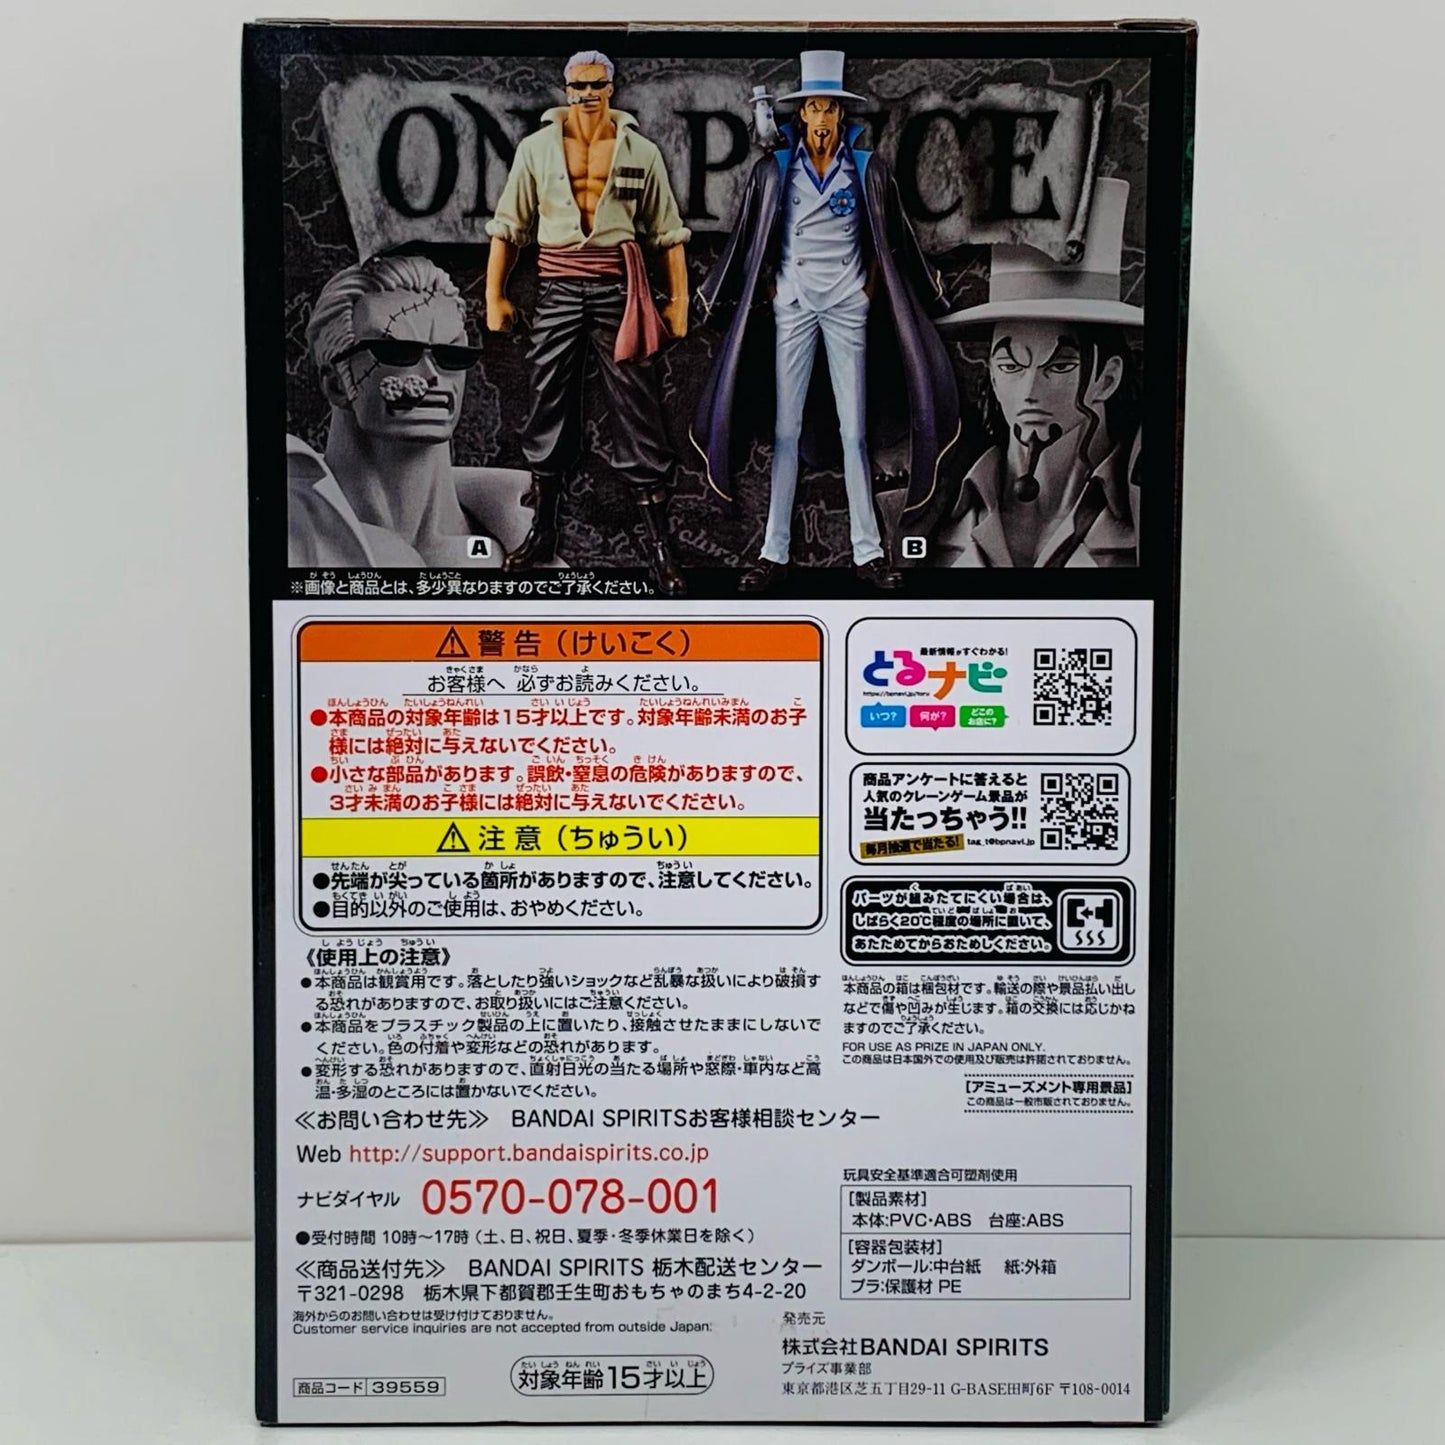 ONE PIECE
A
B
※画像と商品とは、多少異なりますのでご了承ください。
⚠警告（けいこく）
お客様へ 必ずお読みください。
●本商品の対象年齢は15才以上です。対象年齢未満のお子
様には絶対に与えないでください。
●小さな部品があります。誤飲・窒息の危険がありますので、
3才未満のお子様には絶対に与えないでください。
⚠注意（ちゅうい）
●先端が尖っている箇所がありますので、注意してください。
●目的以外のご使用は、おやめください。
《使用上の注意》
●本商品は観賞用です。落としたり強いショックなど乱暴な扱いにより破損す
る恐れがありますので、お取り扱いにはご注意ください。
●本商品をプラスチック製品の上に置いたり、接触させたままにしないで
ください。色の付着や変形などの恐れがあります。
●変形する恐れがありますので、直射日光の当たる場所や窓際・車内など高
温・多湿のところには置かないでください。
≪お問い合わせ先≫ BANDAI SPIRITSお客様相談センター
Web http://support.bandaispirits.co.jp
ナビダイヤル 0570-078-001
●受付時間 10時～17時（土、日、祝日、夏季・冬季休業日を除く）
≪商品送付先≫ BANDAI SPIRITS 栃木配送センター
〒321-0298 栃木県下都賀郡壬生町おもちゃのまち4-2-20
海外からのお問い合わせは受け付けておりません。
Customer service inquiries are not accepted from outside Japan.
商品コード 39559
対象年齢15才以上
最新情報がすぐわかる!
とるナビ
https://bpnavi.jp/toru
いつ? 何が? どこのお店に?
商品アンケートに答えると
人気のクレーンゲーム景品が
当たっちゃう!!
毎月抽選で当たる! tag_t@bpnavi.jp
パーツが組みたてにくい場合は、
しばらく20℃程度の場所に置いて、
あたためてからおためしください。
本商品の箱は梱包材です。輸送の際や景品払い出し
などで傷や凹みが生じます。箱の交換には応じかね
ますのでご了承ください。
FOR USE AS PRIZE IN JAPAN ONLY.
この商品は日本国外での使用及び販売は許諾されておりません。
【アミューズメント専用景品】
この商品は一般市販されておりません。
玩具安全基準適合可塑剤使用
[製品素材]
本体:PVC・ABS 台座:ABS
[容器包装材]
ダンボール:中台紙 紙:外箱
プラ:保護材 PE
発売元
株式会社BANDAI SPIRITS
プライズ事業部
東京都港区芝五丁目29-11 G-BASE田町6F 〒108-0014